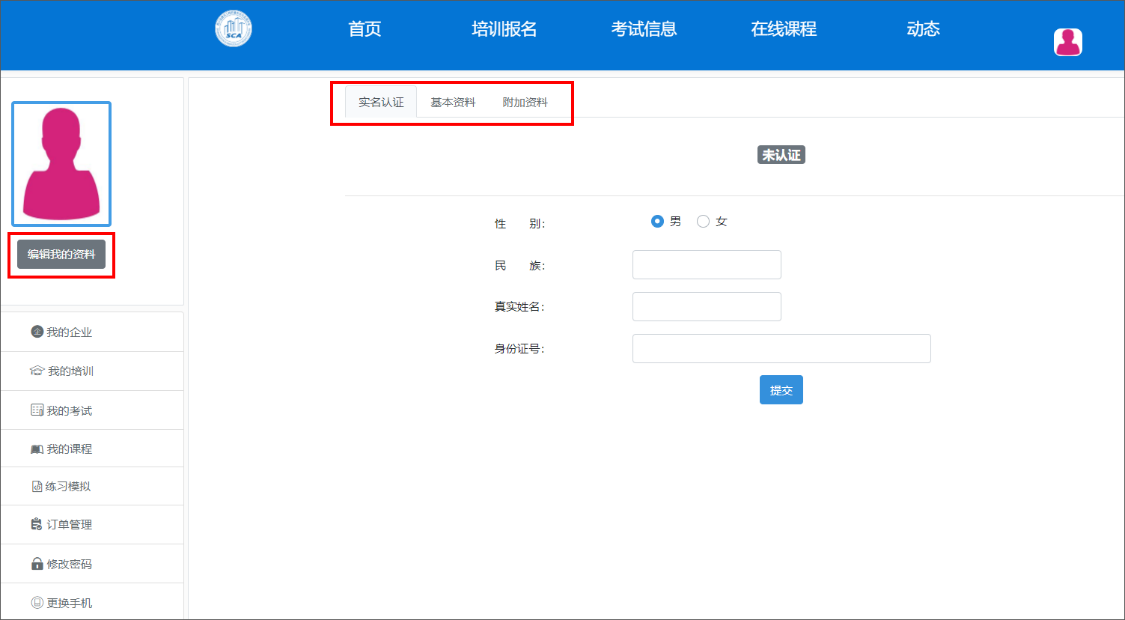 SCA
首页 培训报名 考试信息 在线课程 动态
实名认证 基本资料 附加资料
未认证
编辑我的资料
性 别: 男 女
民 族:
真实姓名:
身份证号:
提交
我的企业
我的培训
我的考试
我的课程
练习模拟
订单管理
修改密码
更换手机